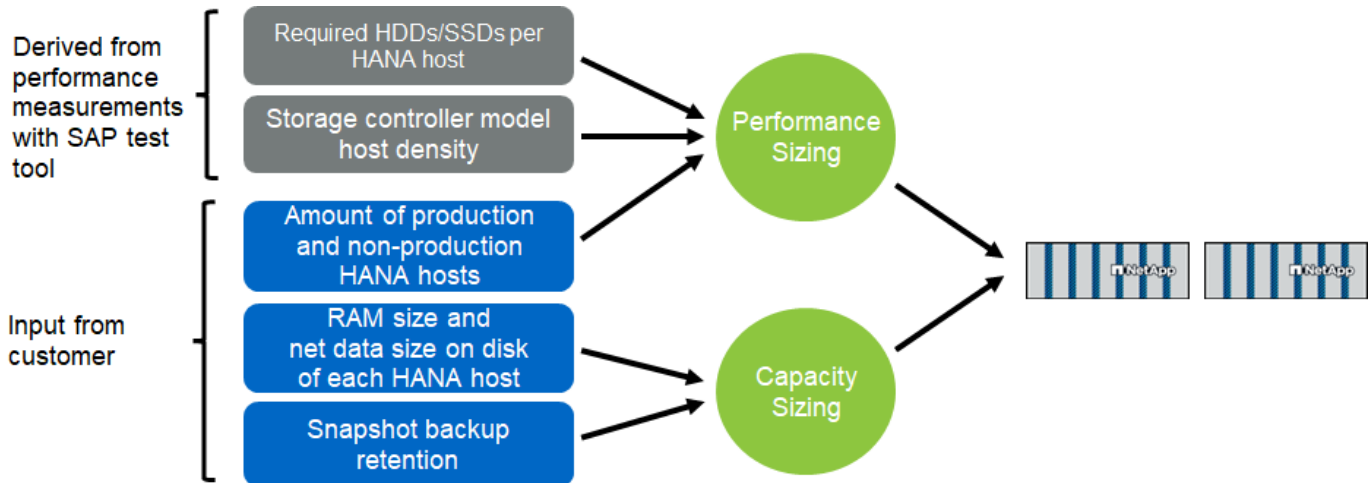 Derived from
performance
measurements
with SAP test
tool
Required HDDs/SSDs per
HANA host
Storage controller model
host density
Performance
Sizing
Input from
customer
Amount of production
and non-production
HANA hosts
RAM size and
net data size on disk
of each HANA host
Snapshot backup
retention
Capacity
Sizing
NetApp
NetApp